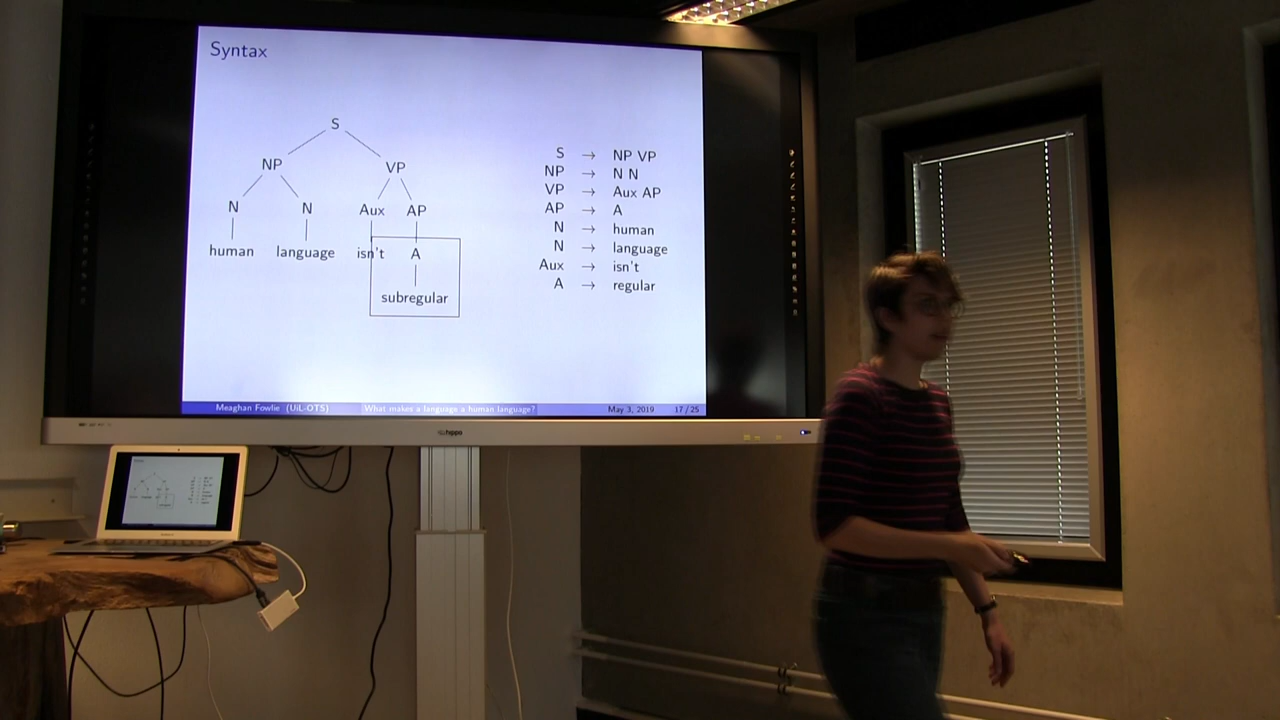 Syntax
S
NP VP
N N Aux AP
human language isn't A
subregular
S → NP VP
NP → N N
VP → Aux AP
AP → A
N → human
N → language
Aux → isn't
A → regular
Meaghan Fowlie (UiL-OTS) What makes a language a human language? May 3, 2019 17 / 25
hippo